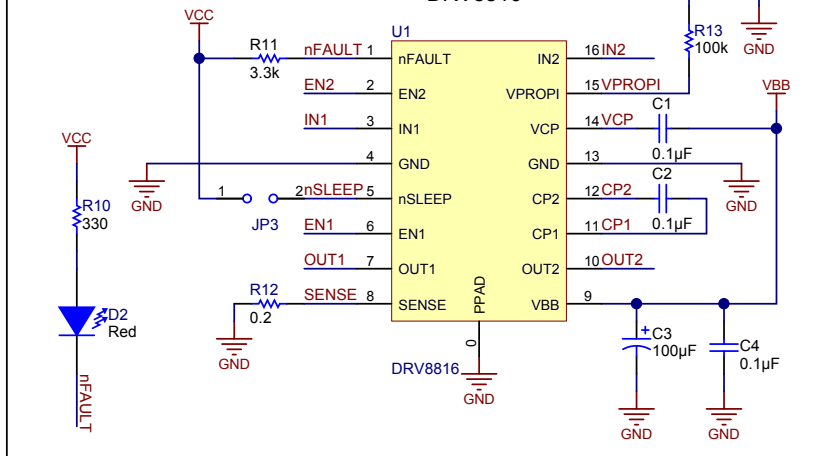 VCC
U1
R11
3.3k
nFAULT 1 nFAULT
EN2 2 EN2
IN1 3 IN1
4 GND
GND
1 2 nSLEEP 5 nSLEEP
JP3
EN1 6 EN1
OUT1 7 OUT1
R12
0.2
SENSE 8 SENSE
GND
IN2 16 IN2
VPROPI 15 VPROPI
R13
100k
GND
VBB
VCP 14 VCP
C1
0.1µF
GND 13
GND
CP2 12 CP2
C2
0.1µF
CP1 11 CP1
OUT2 10 OUT2
VBB 9
PPAD
0
DRV8816
GND
C3
+
100µF
GND
C4
0.1µF
GND
VCC
R10
330
D2
Red
nFAULT